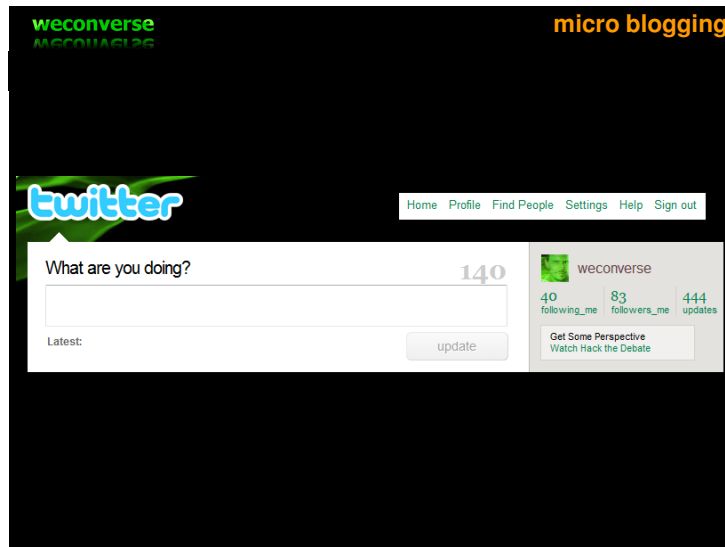 weconverse
micro blogging
twitter
Home Profile Find People Settings Help Sign out
What are you doing?
140
Latest:
update
weconverse
40 83 444
following_me followers_me updates
Get Some Perspective
Watch Hack the Debate